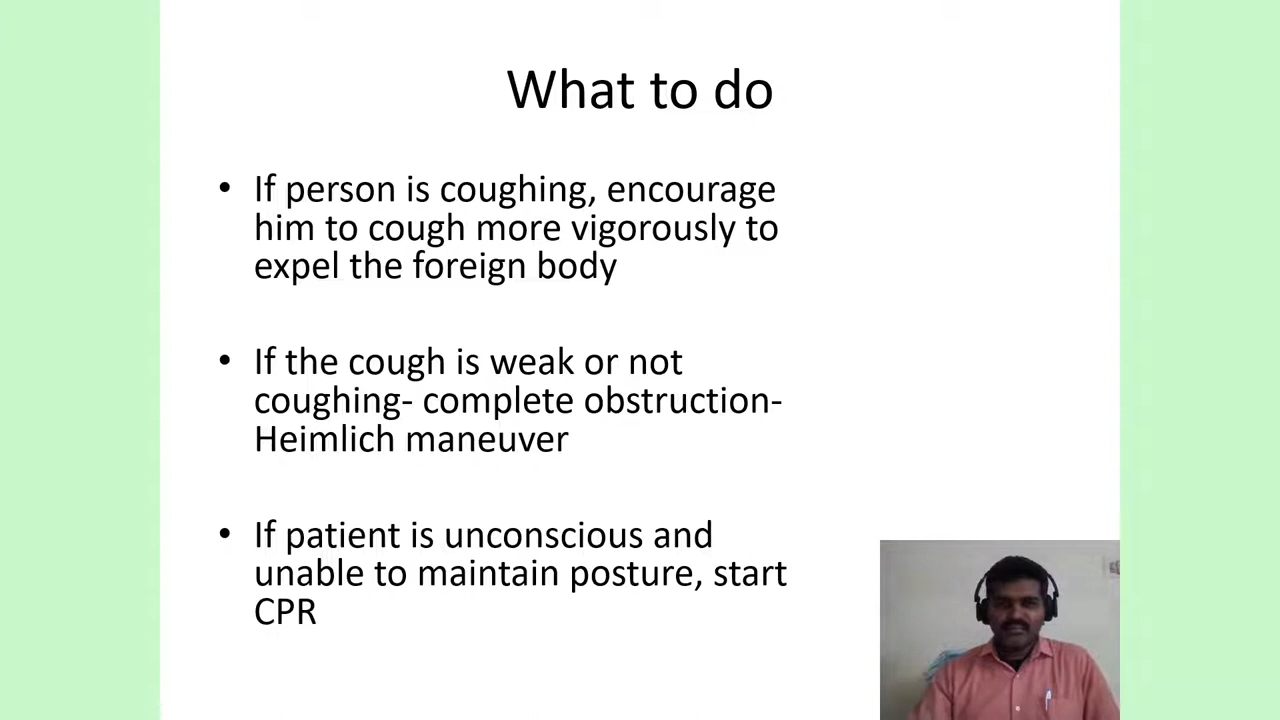 What to do
• If person is coughing, encourage
him to cough more vigorously to
expel the foreign body
• If the cough is weak or not
coughing- complete obstruction-
Heimlich maneuver
• If patient is unconscious and
unable to maintain posture, start
CPR